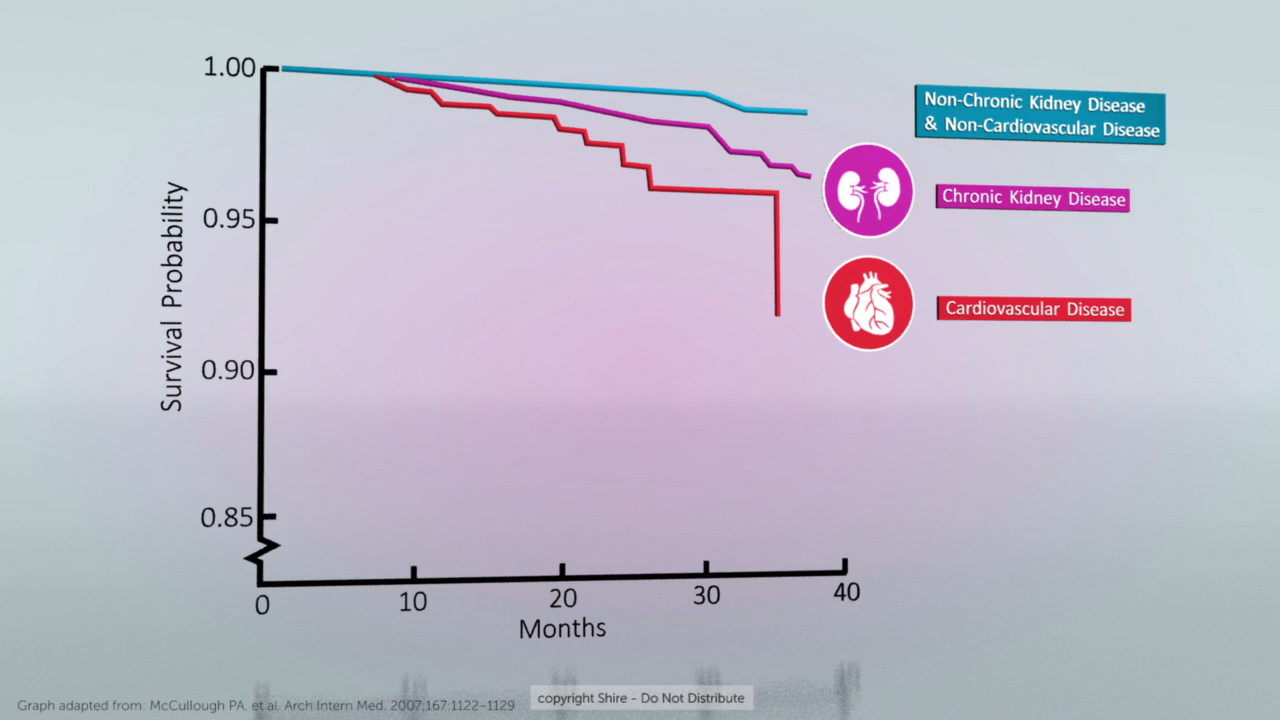 1.00
0.95
0.90
0.85
Survival Probability
0
10
20
30
40
Months
Non-Chronic Kidney Disease
& Non-Cardiovascular Disease
Chronic Kidney Disease
Cardiovascular Disease
Graph adapted from: McCullough PA, et al. Arch Intern Med. 2007;167:1122–1129
copyright Shire - Do Not Distribute